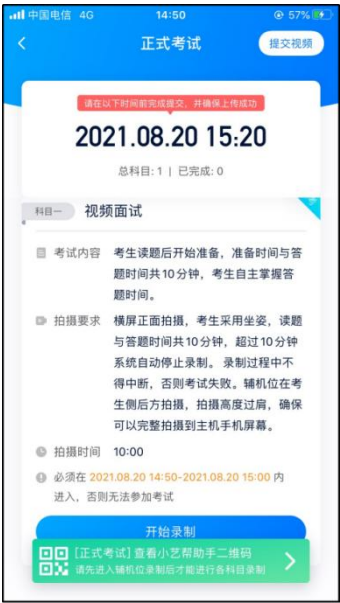 中国电信 4G 14:50 57%
正式考试 提交视频
请在以下时间前完成提交，并确保上传成功
2021.08.20 15:20
总科目: 1 | 已完成: 0
科目一 视频面试
考试内容 考生读题后开始准备，准备时间与答
题时间共10分钟，考生自主掌握答
题时间。
拍摄要求 横屏正面拍摄，考生采用坐姿，读题
与答题时间共10分钟，超过10分钟
系统自动停止录制。 录制过程中不
得中断，否则考试失败。辅机位在考
生侧后方拍摄，拍摄高度过肩，确保
可以完整拍摄到主机手机屏幕。
拍摄时间 10:00
必须在 2021.08.20 14:50-2021.08.20 15:00 内
进入，否则无法参加考试
开始录制
[正式考试] 查看小艺帮助手二维码
请先进入辅机位录制后才能进行各科目录制